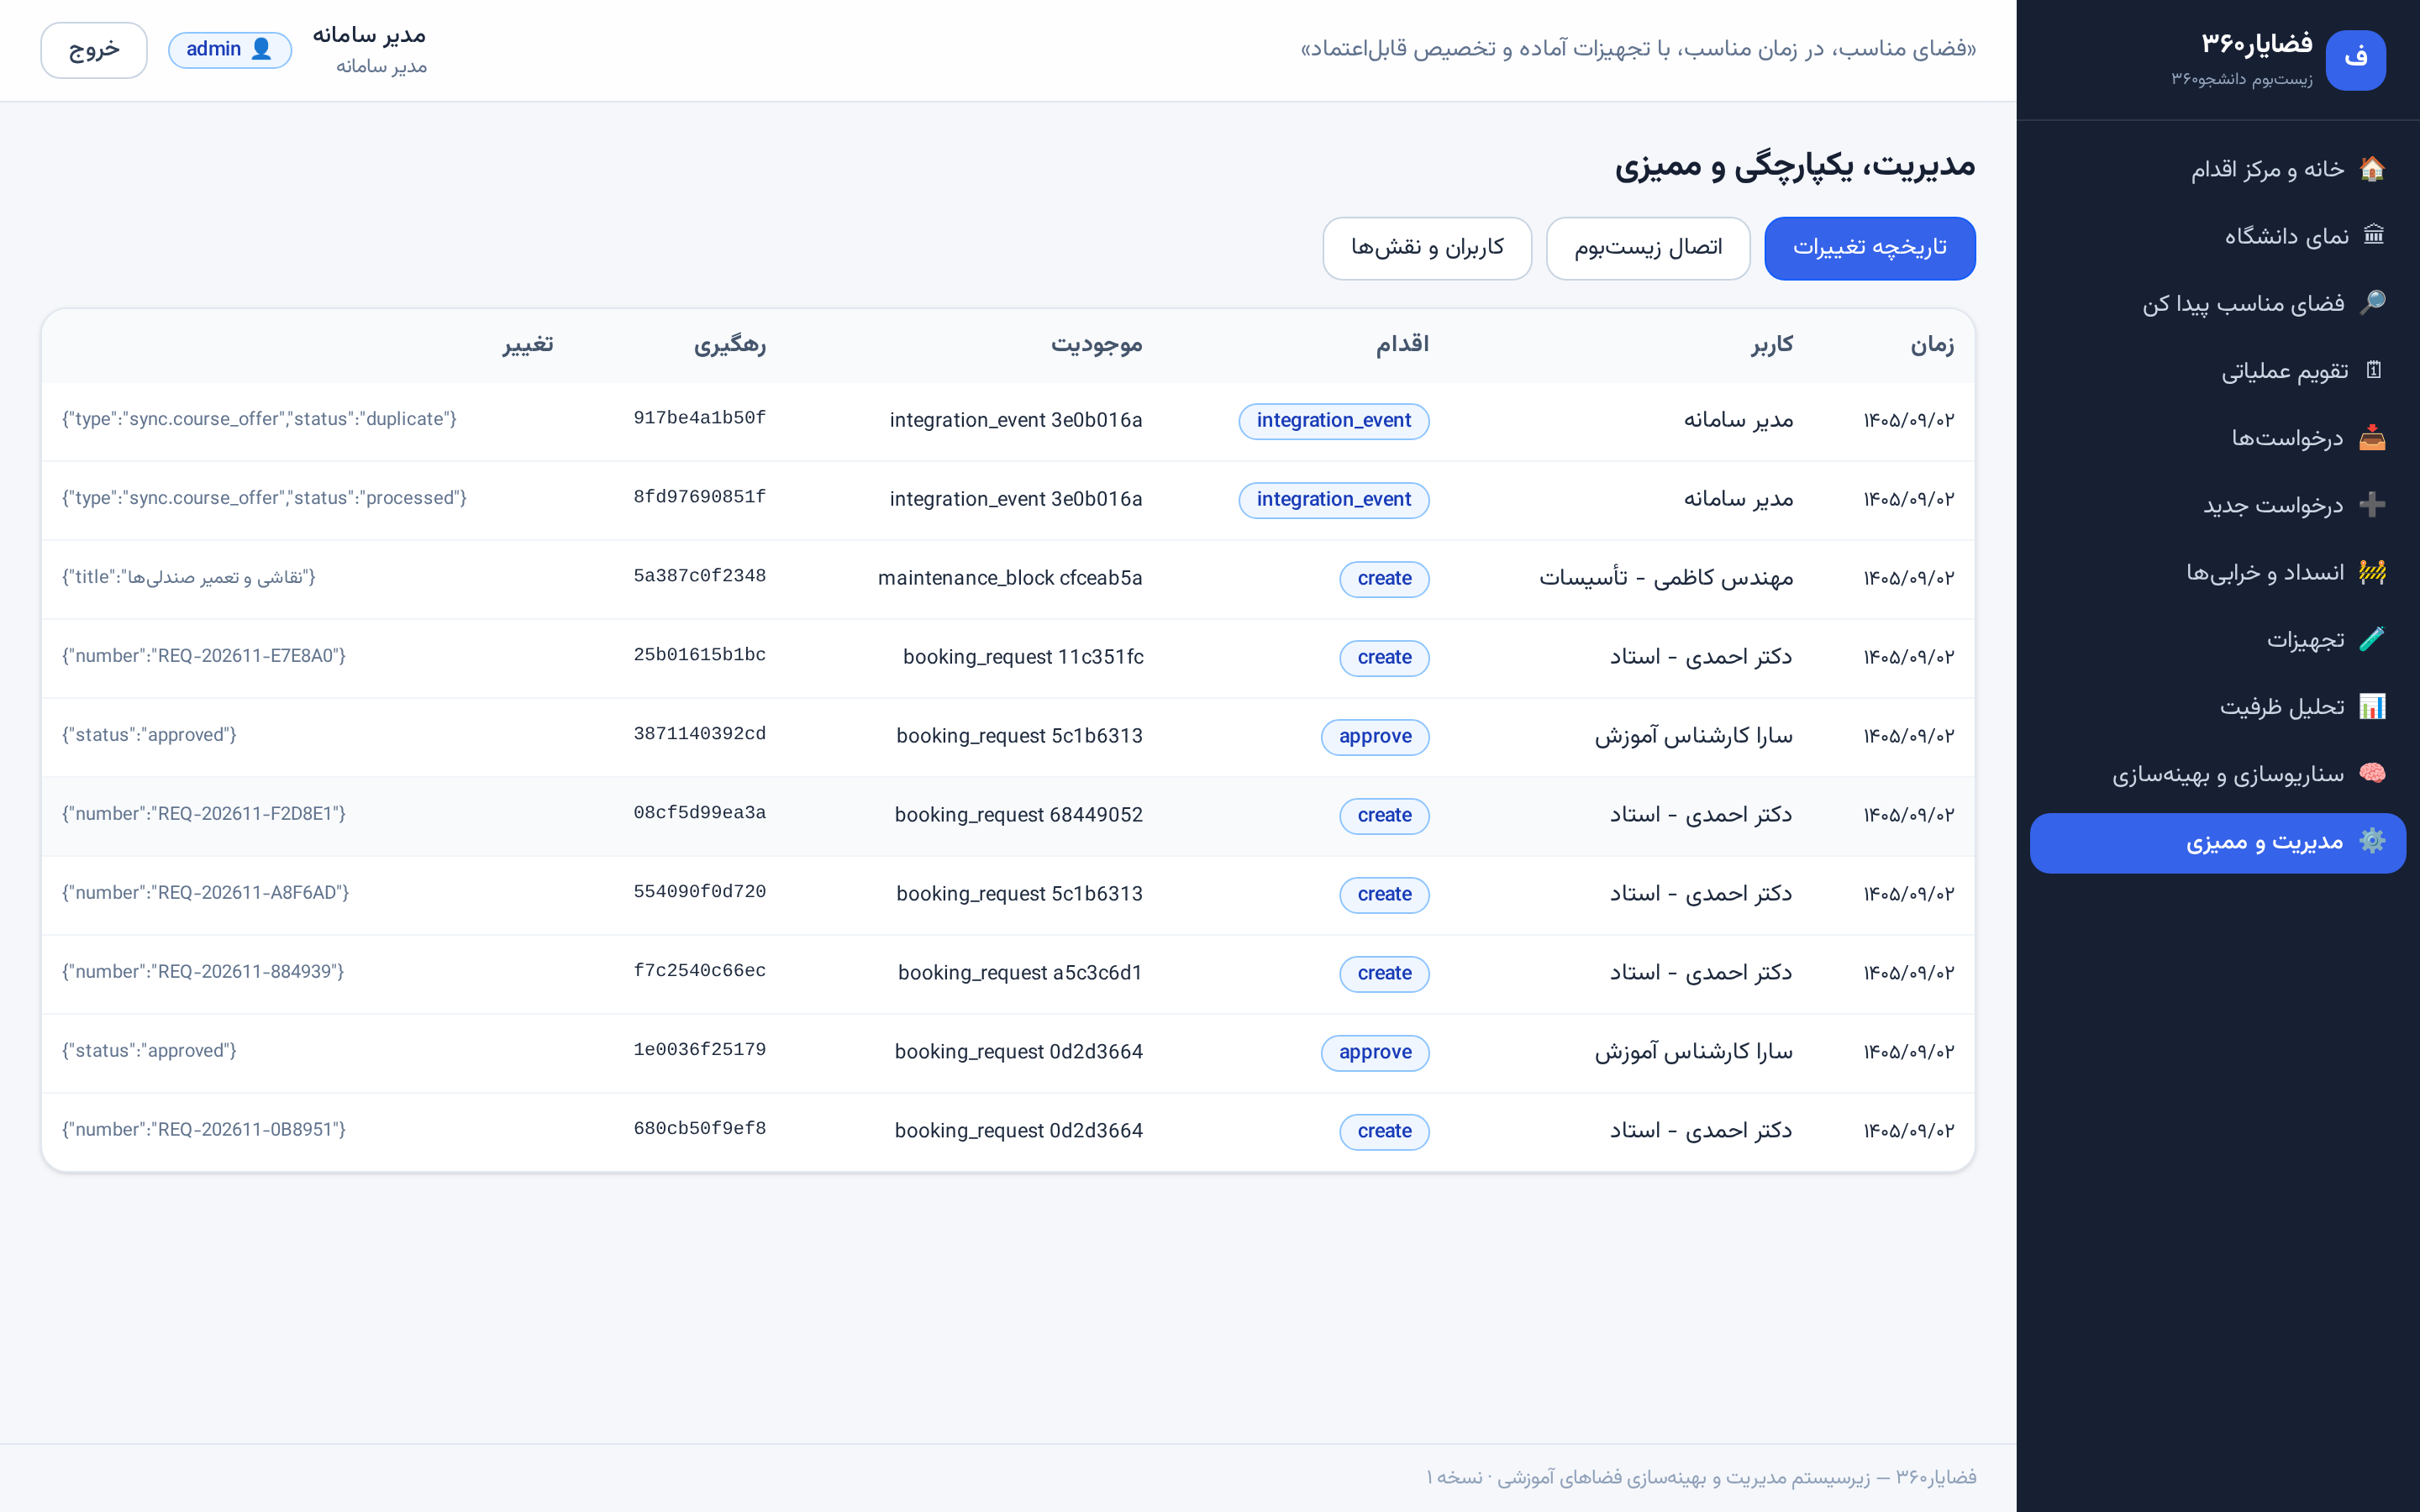 ف
فضایار۳۶۰
زیست‌بوم دانشجو۳۶۰
خانه و مرکز اقدام
نمای دانشگاه
فضای مناسب پیدا کن
تقویم عملیاتی
درخواست‌ها
درخواست جدید
انسداد و خرابی‌ها
تجهیزات
تحلیل ظرفیت
سناریوسازی و بهینه‌سازی
مدیریت و ممیزی
«فضای مناسب، در زمان مناسب، با تجهیزات آماده و تخصیص قابل‌اعتماد»
مدیر سامانه
مدیر سامانه
admin
خروج
مدیریت، یکپارچگی و ممیزی
تاریخچه تغییرات اتصال زیست‌بوم کاربران و نقش‌ها
زمان کاربر اقدام موجودیت رهگیری تغییر
۱۴۰۵/۰۹/۰۲ مدیر سامانه integration_event integration_event 3e0b016a 917be4a1b50f {"type":"sync.course_offer","status":"duplicate"}
۱۴۰۵/۰۹/۰۲ مدیر سامانه integration_event integration_event 3e0b016a 8fd97690851f {"type":"sync.course_offer","status":"processed"}
۱۴۰۵/۰۹/۰۲ مهندس کاظمی - تأسیسات create maintenance_block cfceab5a 5a387c0f2348 {"title":"نقاشی و تعمیر صندلی‌ها"}
۱۴۰۵/۰۹/۰۲ دکتر احمدی - استاد create booking_request 11c351fc 25b01615b1bc {"number":"REQ-202611-E7E8A0"}
۱۴۰۵/۰۹/۰۲ سارا کارشناس آموزش approve booking_request 5c1b6313 3871140392cd {"status":"approved"}
۱۴۰۵/۰۹/۰۲ دکتر احمدی - استاد create booking_request 68449052 08cf5d99ea3a {"number":"REQ-202611-F2D8E1"}
۱۴۰۵/۰۹/۰۲ دکتر احمدی - استاد create booking_request 5c1b6313 554090f0d720 {"number":"REQ-202611-A8F6AD"}
۱۴۰۵/۰۹/۰۲ دکتر احمدی - استاد create booking_request a5c3c6d1 f7c2540c66ec {"number":"REQ-202611-884939"}
۱۴۰۵/۰۹/۰۲ سارا کارشناس آموزش approve booking_request 0d2d3664 1e0036f25179 {"status":"approved"}
۱۴۰۵/۰۹/۰۲ دکتر احمدی - استاد create booking_request 0d2d3664 680cb50f9ef8 {"number":"REQ-202611-0B8951"}
فضایار۳۶۰ — زیرسیستم مدیریت و بهینه‌سازی فضاهای آموزشی · نسخه ۱